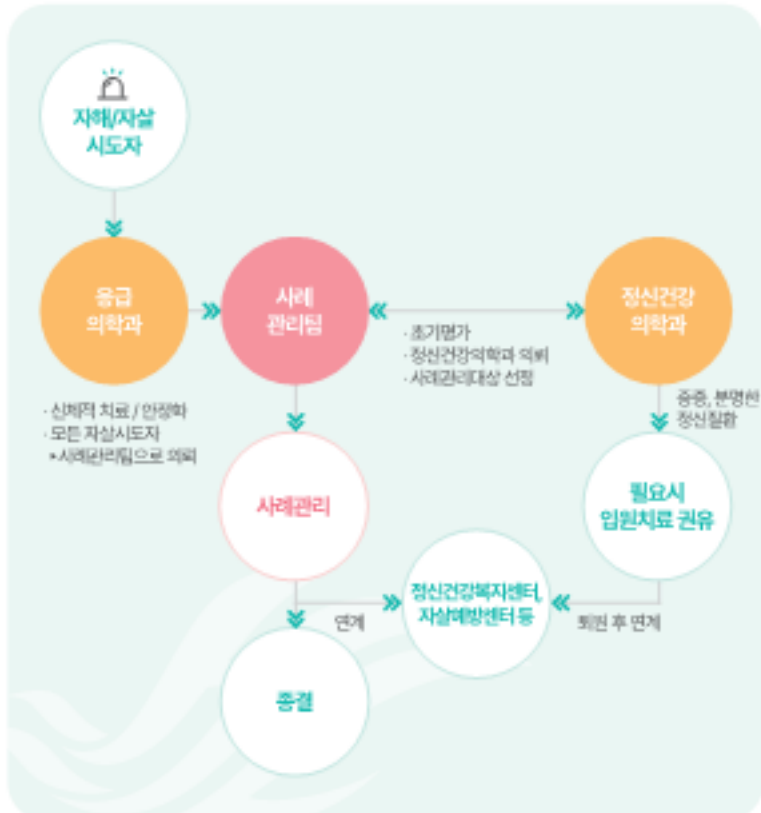 자해/자살
시도자
응급
의학과
사례
관리팀
정신건강
의학과
· 초기평가
· 정신건강의학과 의뢰
· 사례관리대상 선정
· 신체적 치료 / 안정화
· 모든 자살시도자
▸사례관리팀으로 의뢰
중증, 분명한
정신질환
사례관리
필요시
입원치료 권유
정신건강복지센터,
자살예방센터 등
연계
퇴원 후 연계
종결